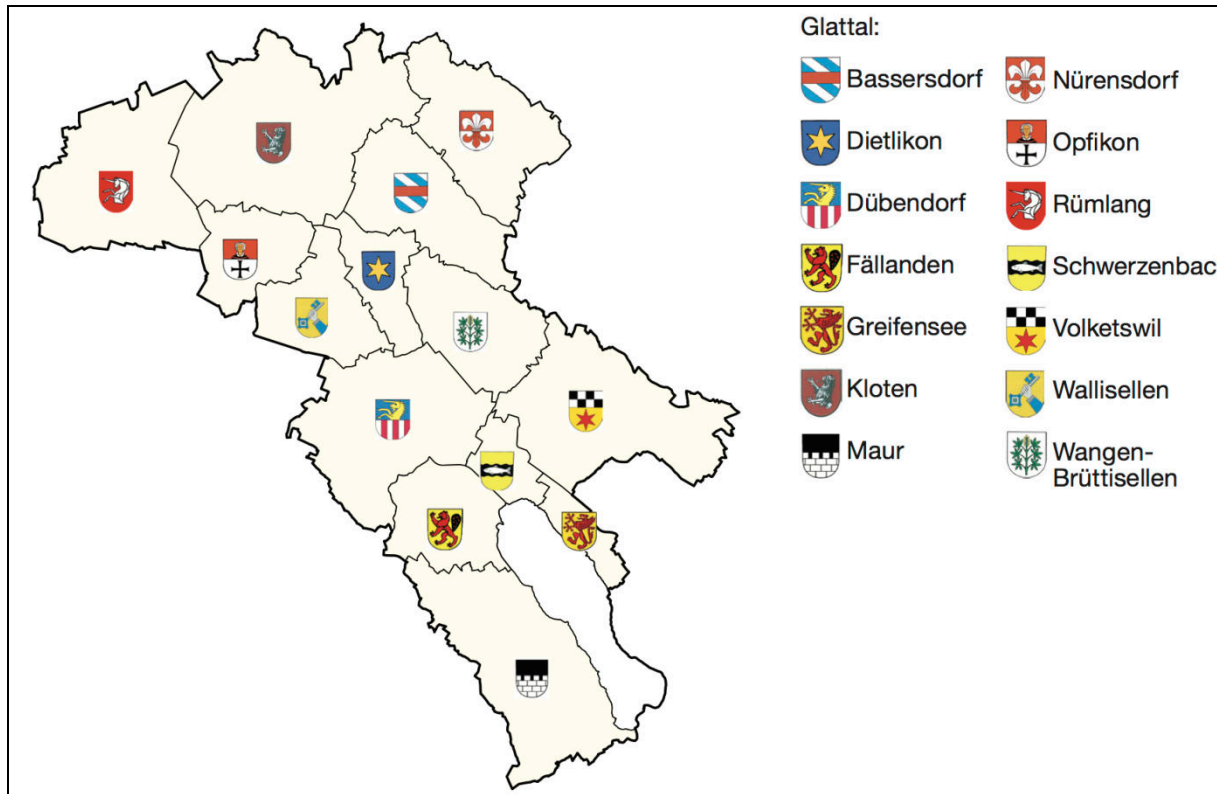 Glattal:
Bassersdorf
Nürensdorf
Dietlikon
Opfikon
Dübendorf
Rümlang
Fällanden
Schwerzenbac
Greifensee
Volketswil
Kloten
Wallisellen
Maur
Wangen-
Brüttisellen